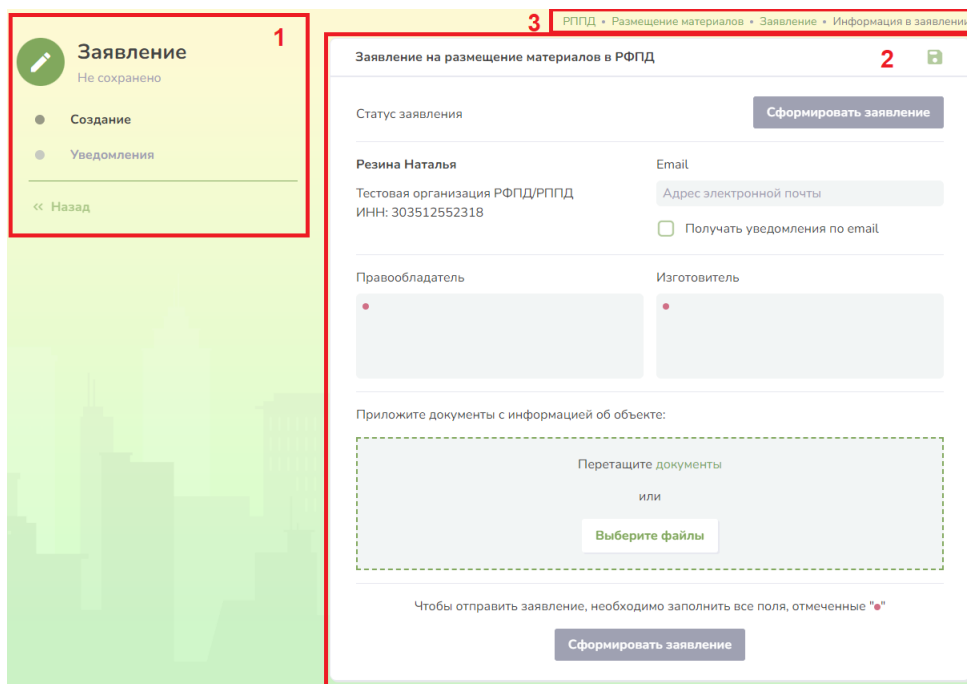 3
РППД • Размещение материалов • Заявление • Информация в заявлении
1
Заявление
Не сохранено
Создание
Уведомления
« Назад
Заявление на размещение материалов в РФПД
2
Статус заявления
Сформировать заявление
Резина Наталья
Email
Тестовая организация РФПД/РППД
Адрес электронной почты
ИНН: 303512552318
Получать уведомления по email
Правообладатель
Изготовитель
Приложите документы с информацией об объекте:
Перетащите документы
или
Выберите файлы
Чтобы отправить заявление, необходимо заполнить все поля, отмеченные "•"
Сформировать заявление